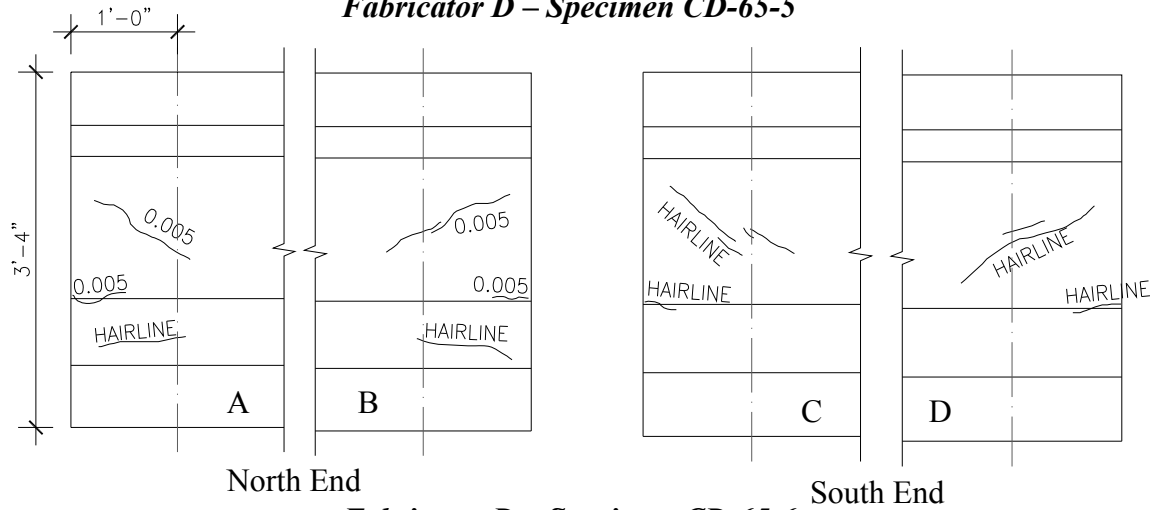 Fabricator D – Specimen CD-65-5
1'-0"
3'-4"
0.005
0.005
HAIRLINE
A
0.005
0.005
HAIRLINE
B
North End
HAIRLINE
HAIRLINE
C
HAIRLINE
HAIRLINE
D
South End
Fabricator D – Specimen CD-65-6